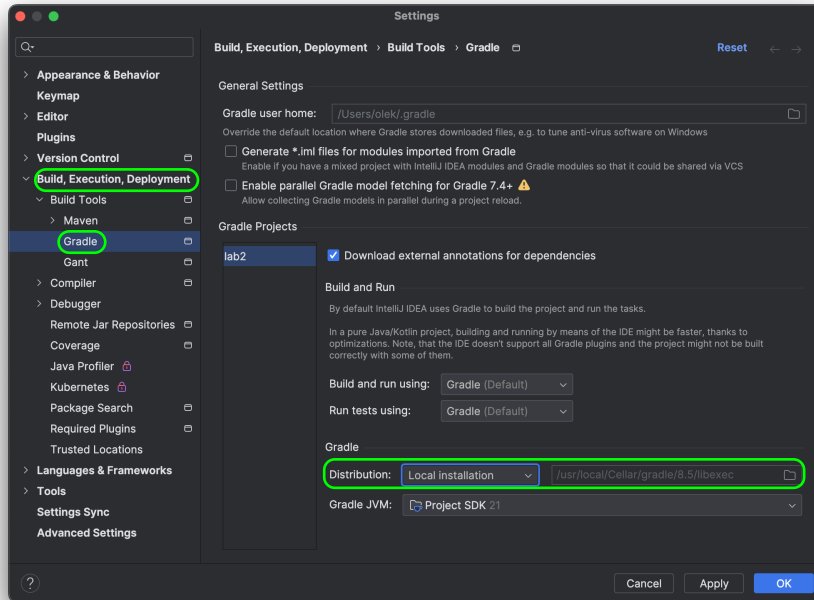 Settings
Build, Execution, Deployment › Build Tools › Gradle
Reset
Appearance & Behavior
Keymap
Editor
Plugins
Version Control
Build, Execution, Deployment
Build Tools
Maven
Gradle
Gant
Compiler
Debugger
Remote Jar Repositories
Coverage
Java Profiler
Kubernetes
Package Search
Required Plugins
Trusted Locations
Languages & Frameworks
Tools
Settings Sync
Advanced Settings
General Settings
Gradle user home: /Users/olek/.gradle
Override the default location where Gradle stores downloaded files, e.g. to tune anti-virus software on Windows
Generate *.iml files for modules imported from Gradle
Enable if you have a mixed project with IntelliJ IDEA modules and Gradle modules so that it could be shared via VCS
Enable parallel Gradle model fetching for Gradle 7.4+
Allow collecting Gradle models in parallel during a project reload.
Gradle Projects
lab2
Download external annotations for dependencies
Build and Run
By default IntelliJ IDEA uses Gradle to build the project and run the tasks.
In a pure Java/Kotlin project, building and running by means of the IDE might be faster, thanks to
optimizations. Note, that the IDE doesn't support all Gradle plugins and the project might not be built
correctly with some of them.
Build and run using: Gradle (Default)
Run tests using: Gradle (Default)
Gradle
Distribution: Local installation /usr/local/Cellar/gradle/8.5/libexec
Gradle JVM: Project SDK 21
?
Cancel
Apply
OK